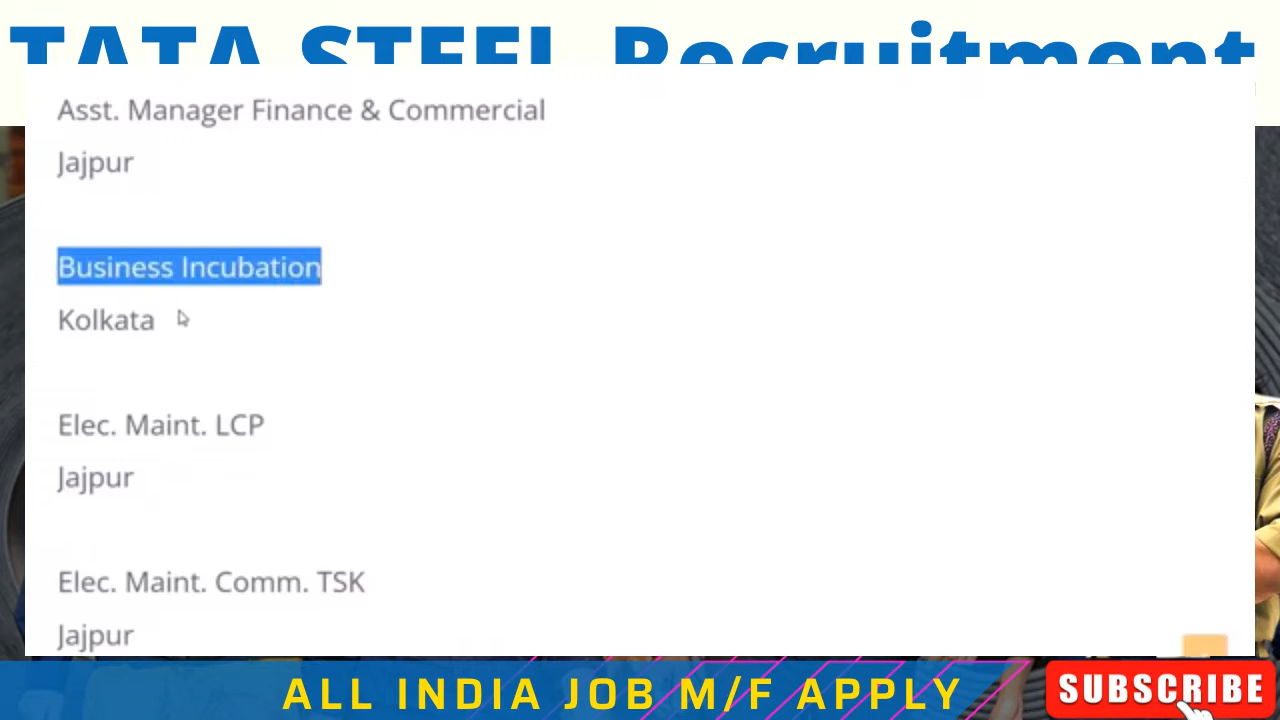 TATA STEEL Recruitment
Asst. Manager Finance & Commercial
Jajpur
Business Incubation
Kolkata
Elec. Maint. LCP
Jajpur
Elec. Maint. Comm. TSK
Jajpur
ALL INDIA JOB M/F APPLY
SUBSCRIBE